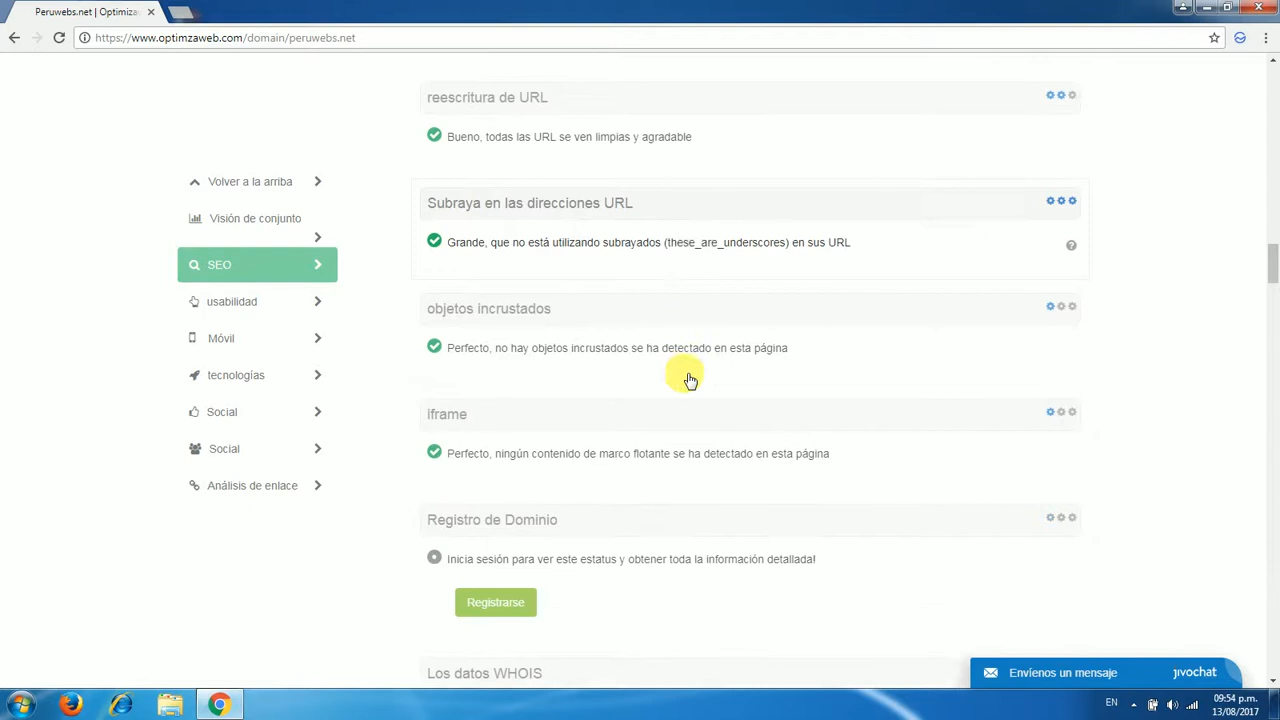 Peruwebs.net | Optimiza
https://www.optimzaweb.com/domain/peruwebs.net
reescritura de URL
Bueno, todas las URL se ven limpias y agradable
Volver a la arriba
Visión de conjunto
SEO
usabilidad
Móvil
tecnologías
Social
Social
Análisis de enlace
Subraya en las direcciones URL
Grande, que no está utilizando subrayados (these_are_underscores) en sus URL
objetos incrustados
Perfecto, no hay objetos incrustados se ha detectado en esta página
iframe
Perfecto, ningún contenido de marco flotante se ha detectado en esta página
Registro de Dominio
Inicia sesión para ver este estatus y obtener toda la información detallada!
Registrarse
Los datos WHOIS
Envíenos un mensaje
jivochat
EN
09:54 p.m.
13/08/2017